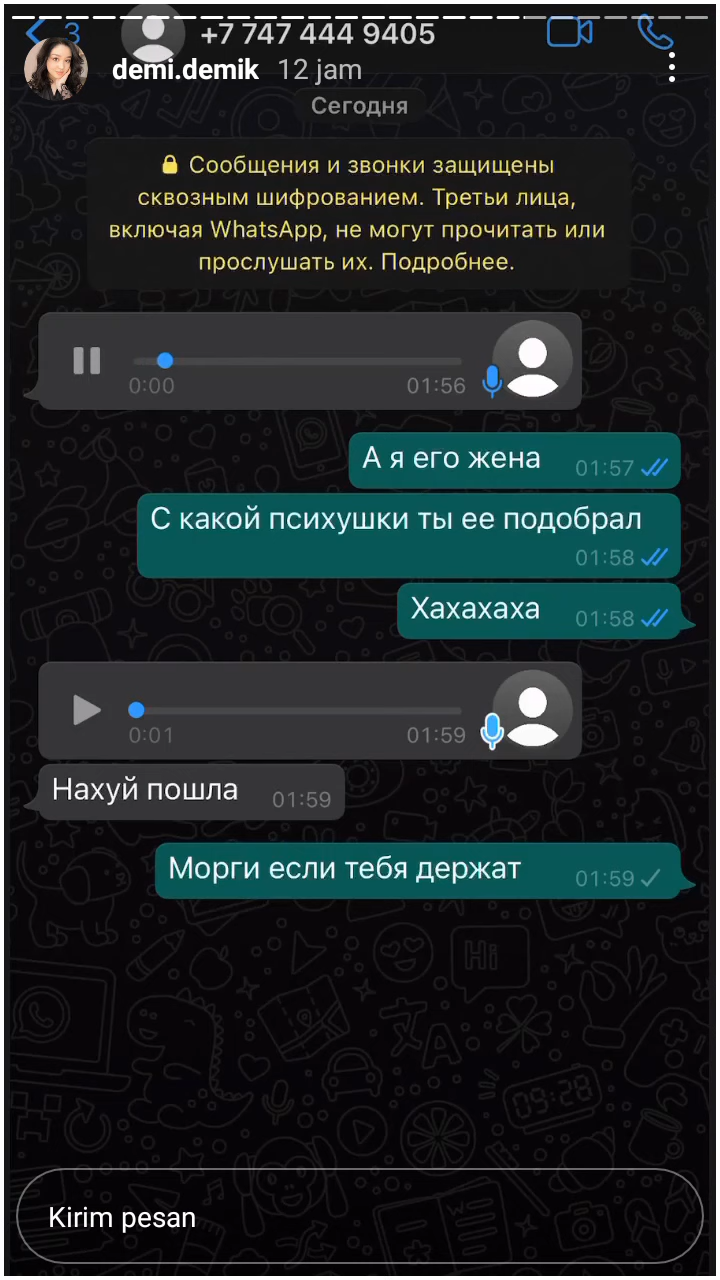 3
+7 747 444 9405
demi.demik 12 jam
Сегодня
Сообщения и звонки защищены
сквозным шифрованием. Третьи лица,
включая WhatsApp, не могут прочитать или
прослушать их. Подробнее.
0:00 01:56
А я его жена 01:57
С какой психушки ты ее подобрал
01:58
Хахахаха 01:58
0:01 01:59
Нахуй пошла 01:59
Морги если тебя держат 01:59
Hi
09:28
Kirim pesan